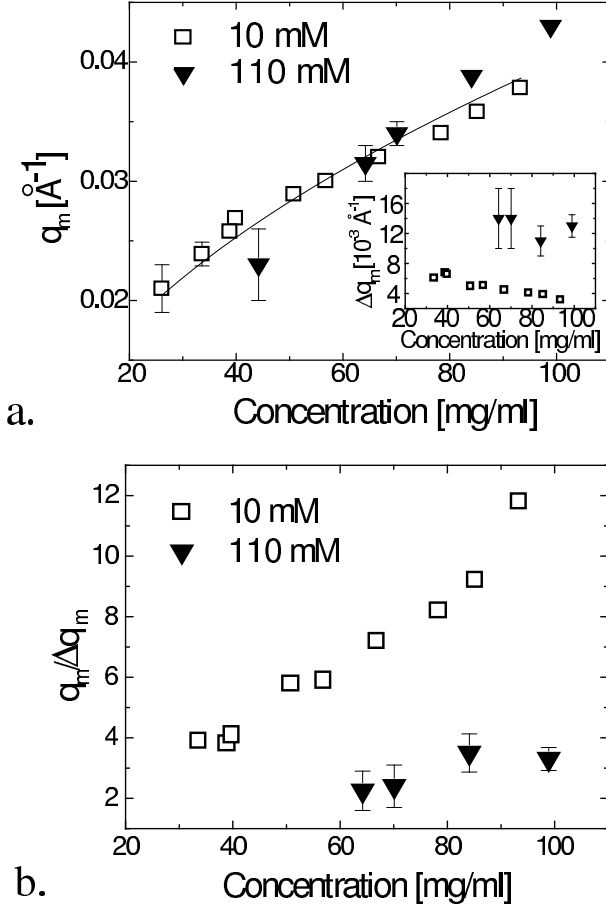 0.04
0.03
0.02
q_m [Å⁻¹]
10 mM
110 mM
16
12
8
4
Δq_m [10⁻³ Å⁻¹]
20 40 60 80 100
Concentration [mg/ml]
20 40 60 80 100
Concentration [mg/ml]
a.
12
10
8
6
4
2
q_m/Δq_m
10 mM
110 mM
20 40 60 80 100
Concentration [mg/ml]
b.